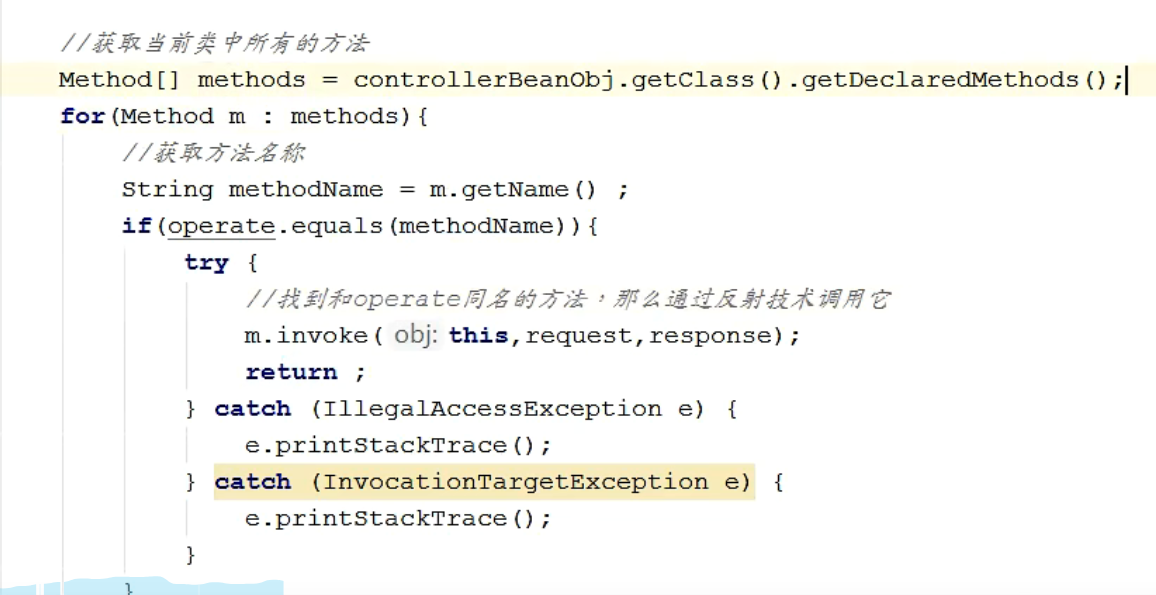 //获取当前类中所有的方法
Method[] methods = controllerBeanObj.getClass().getDeclaredMethods();
for(Method m : methods){
//获取方法名称
String methodName = m.getName() ;
if(operate.equals(methodName)){
try {
//找到和operate同名的方法，那么通过反射技术调用它
m.invoke( obj: this,request,response);
return ;
} catch (IllegalAccessException e) {
e.printStackTrace();
} catch (InvocationTargetException e) {
e.printStackTrace();
}
}